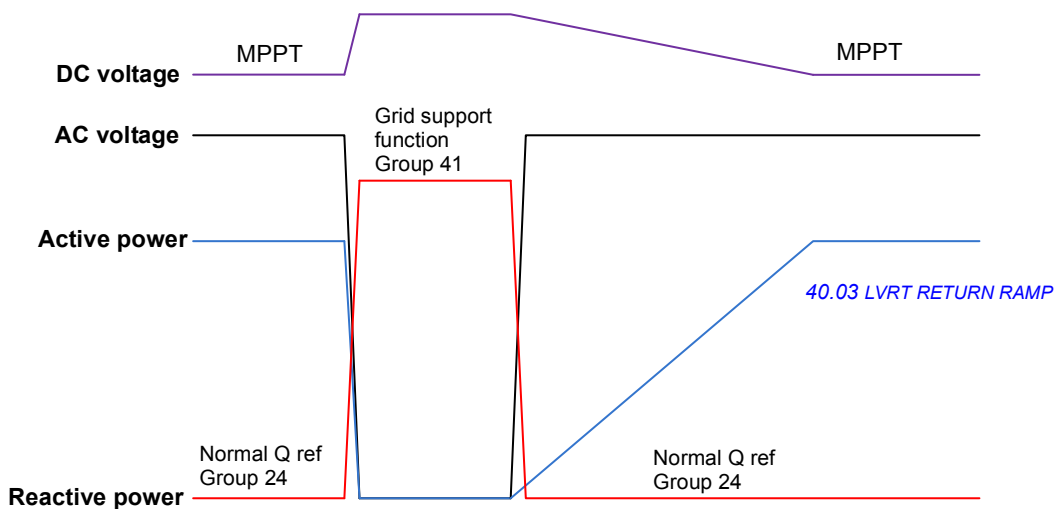 MPPT
MPPT
DC voltage
AC voltage
Grid support
function
Group 41
Active power
40.03 LVRT RETURN RAMP
Normal Q ref
Group 24
Normal Q ref
Group 24
Reactive power